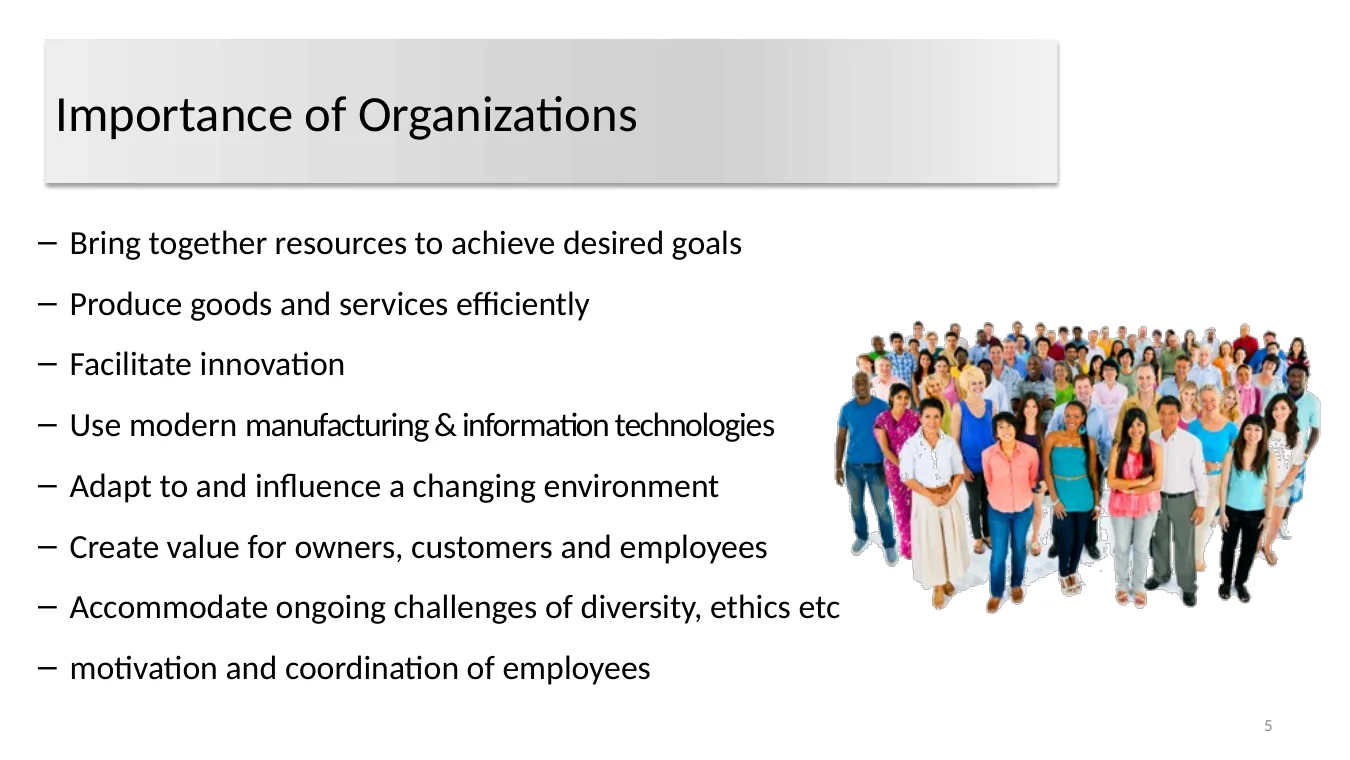 Importance of Organizations
– Bring together resources to achieve desired goals
– Produce goods and services efficiently
– Facilitate innovation
– Use modern manufacturing & information technologies
– Adapt to and influence a changing environment
– Create value for owners, customers and employees
– Accommodate ongoing challenges of diversity, ethics etc
– motivation and coordination of employees
5